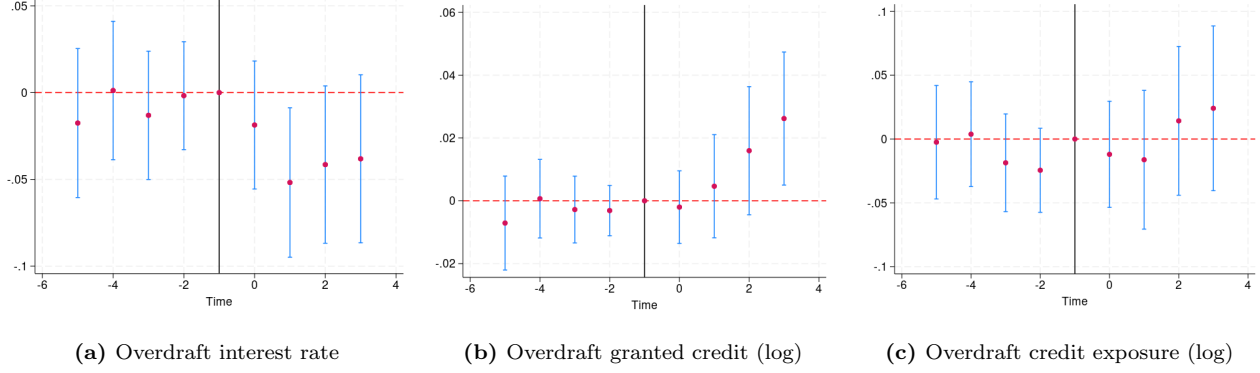 .05
0
-.05
-.1
-6 -4 -2 0 2 4
Time
(a) Overdraft interest rate
.06
.04
.02
0
-.02
-6 -4 -2 0 2 4
Time
(b) Overdraft granted credit (log)
.1
.05
0
-.05
-.1
-6 -4 -2 0 2 4
Time
(c) Overdraft credit exposure (log)